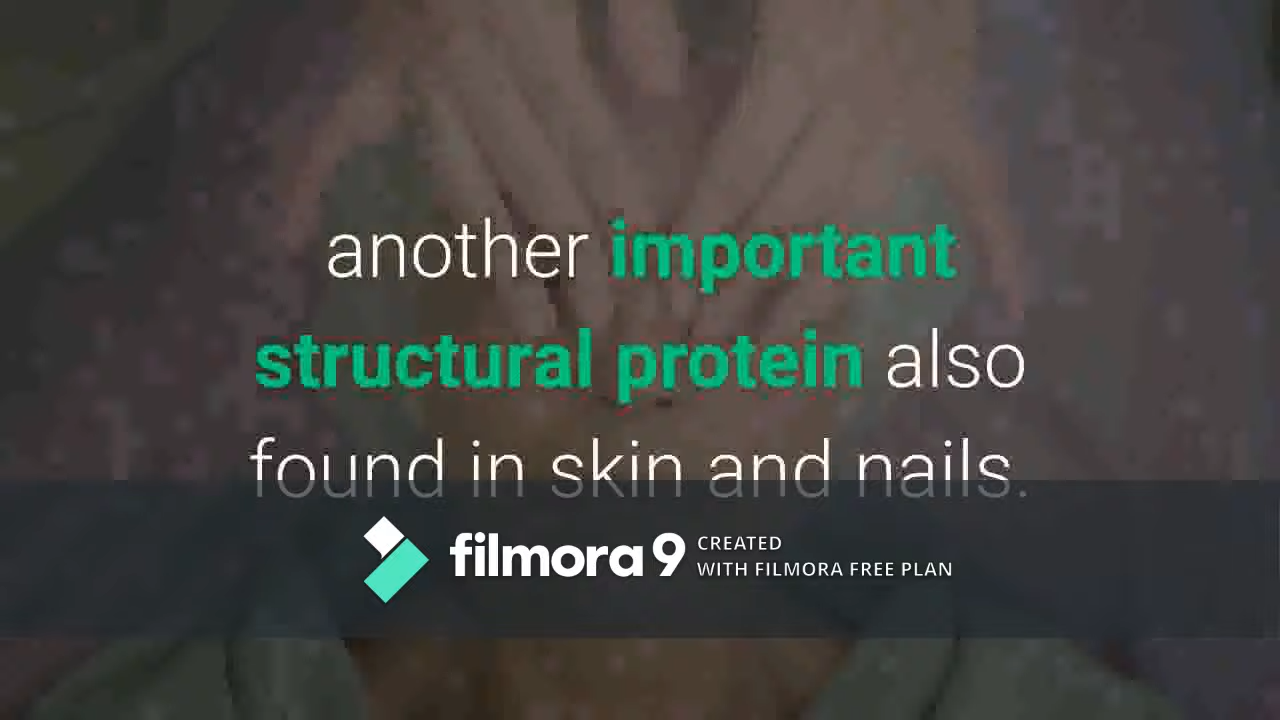 another important
structural protein also
found in skin and nails.
filmora 9 CREATED
WITH FILMORA FREE PLAN